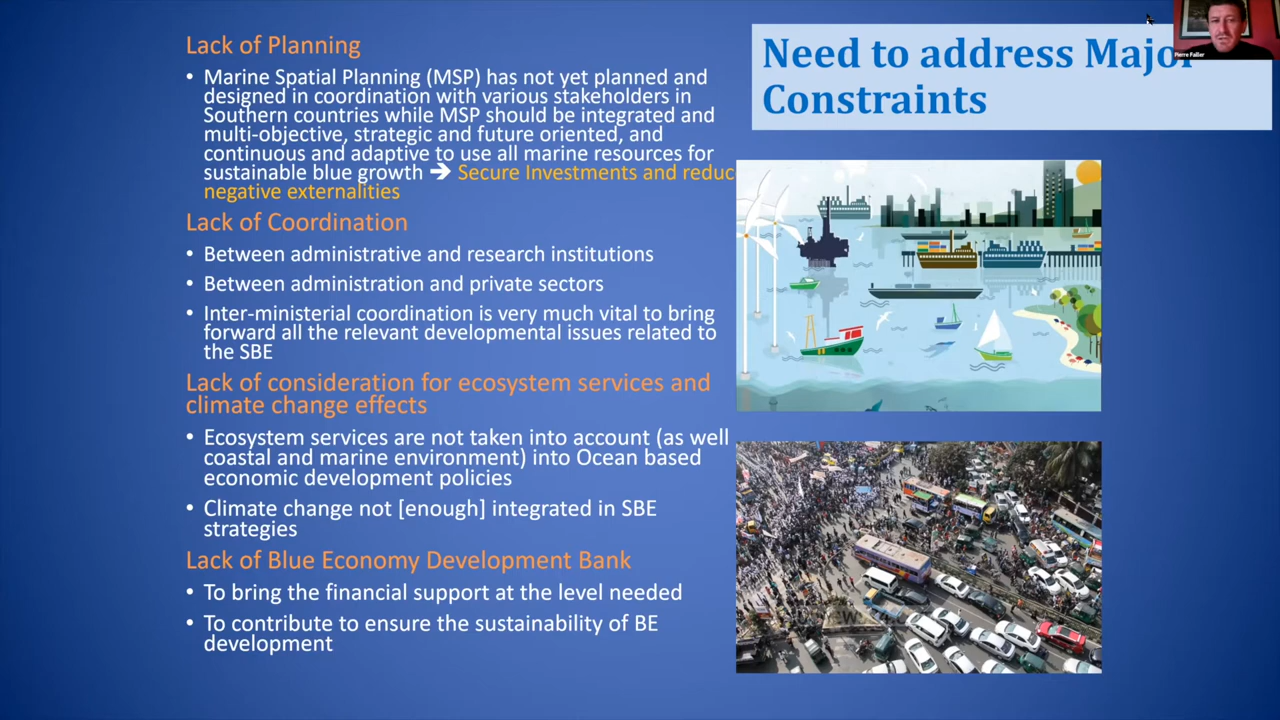 Lack of Planning
• Marine Spatial Planning (MSP) has not yet planned and
designed in coordination with various stakeholders in
Southern countries while MSP should be integrated and
multi-objective, strategic and future oriented, and
continuous and adaptive to use all marine resources for
sustainable blue growth ➔ Secure Investments and reduc
negative externalities
Lack of Coordination
• Between administrative and research institutions
• Between administration and private sectors
• Inter-ministerial coordination is very much vital to bring
forward all the relevant developmental issues related to
the SBE
Lack of consideration for ecosystem services and
climate change effects
• Ecosystem services are not taken into account (as well
coastal and marine environment) into Ocean based
economic development policies
• Climate change not [enough] integrated in SBE
strategies
Lack of Blue Economy Development Bank
• To bring the financial support at the level needed
• To contribute to ensure the sustainability of BE
development
Need to address Major
Constraints
Pierre Failler